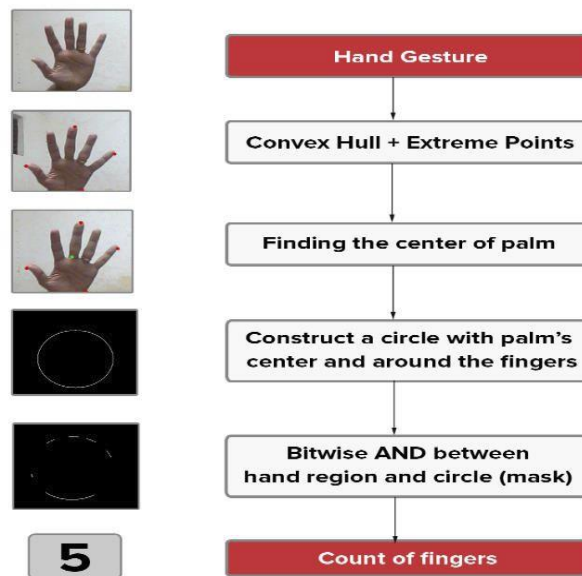 Hand Gesture
Convex Hull + Extreme Points
Finding the center of palm
Construct a circle with palm's
center and around the fingers
Bitwise AND between
hand region and circle (mask)
5
Count of fingers